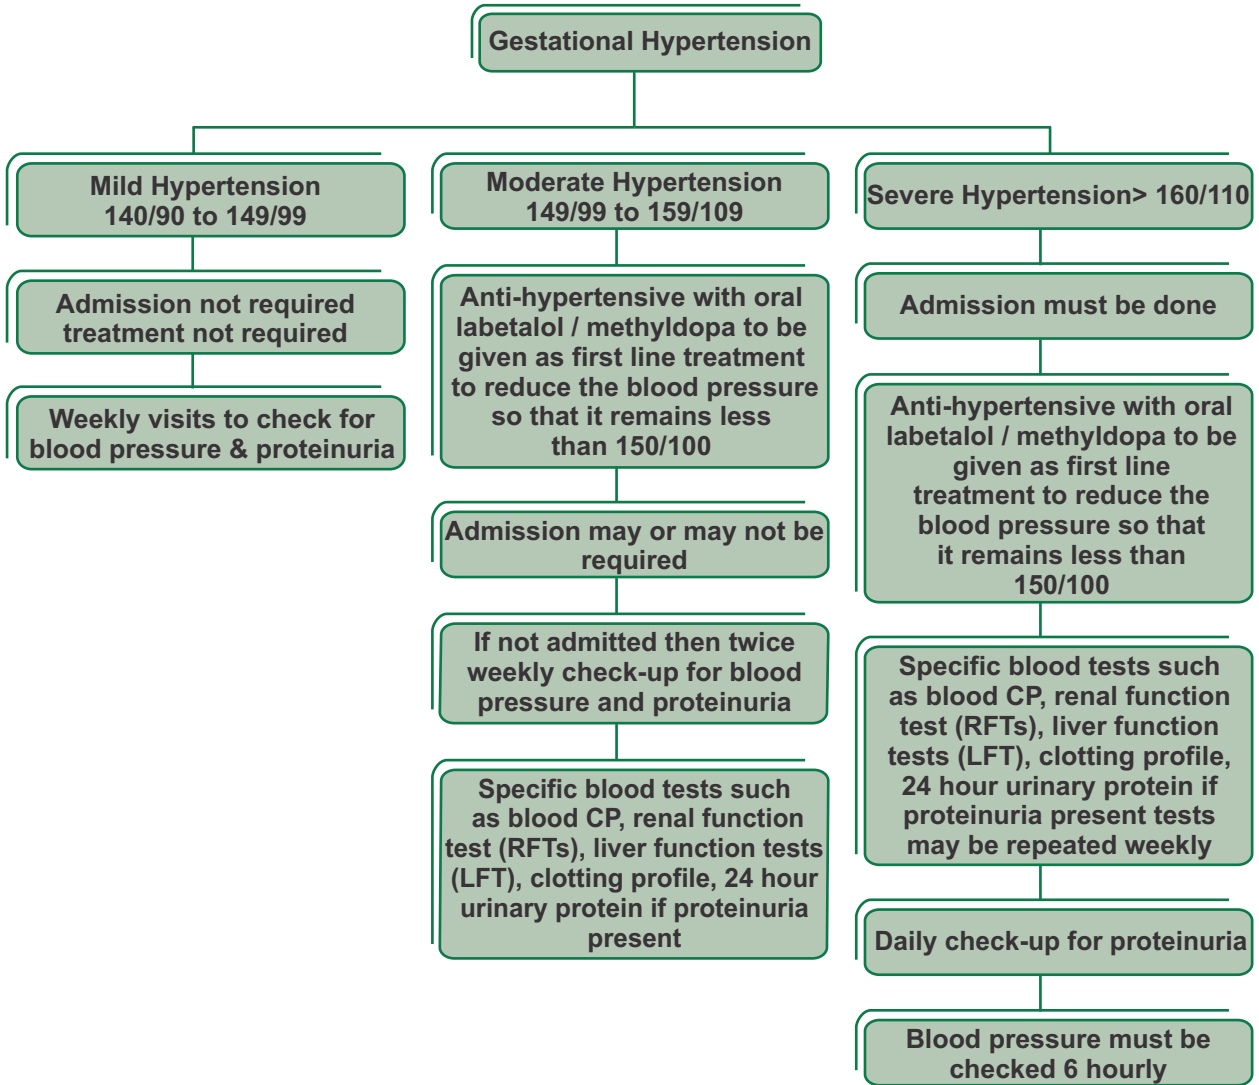 Gestational Hypertension
Mild Hypertension
140/90 to 149/99
Admission not required
treatment not required
Weekly visits to check for
blood pressure & proteinuria
Moderate Hypertension
149/99 to 159/109
Anti-hypertensive with oral
labetalol / methyldopa to be
given as first line treatment
to reduce the blood pressure
so that it remains less
than 150/100
Admission may or may not be
required
If not admitted then twice
weekly check-up for blood
pressure and proteinuria
Specific blood tests such
as blood CP, renal function
test (RFTs), liver function tests
(LFT), clotting profile, 24 hour
urinary protein if proteinuria
present
Severe Hypertension> 160/110
Admission must be done
Anti-hypertensive with oral
labetalol / methyldopa to be
given as first line
treatment to reduce the
blood pressure so that
it remains less than
150/100
Specific blood tests such
as blood CP, renal function
test (RFTs), liver function
tests (LFT), clotting profile,
24 hour urinary protein if
proteinuria present tests
may be repeated weekly
Daily check-up for proteinuria
Blood pressure must be
checked 6 hourly